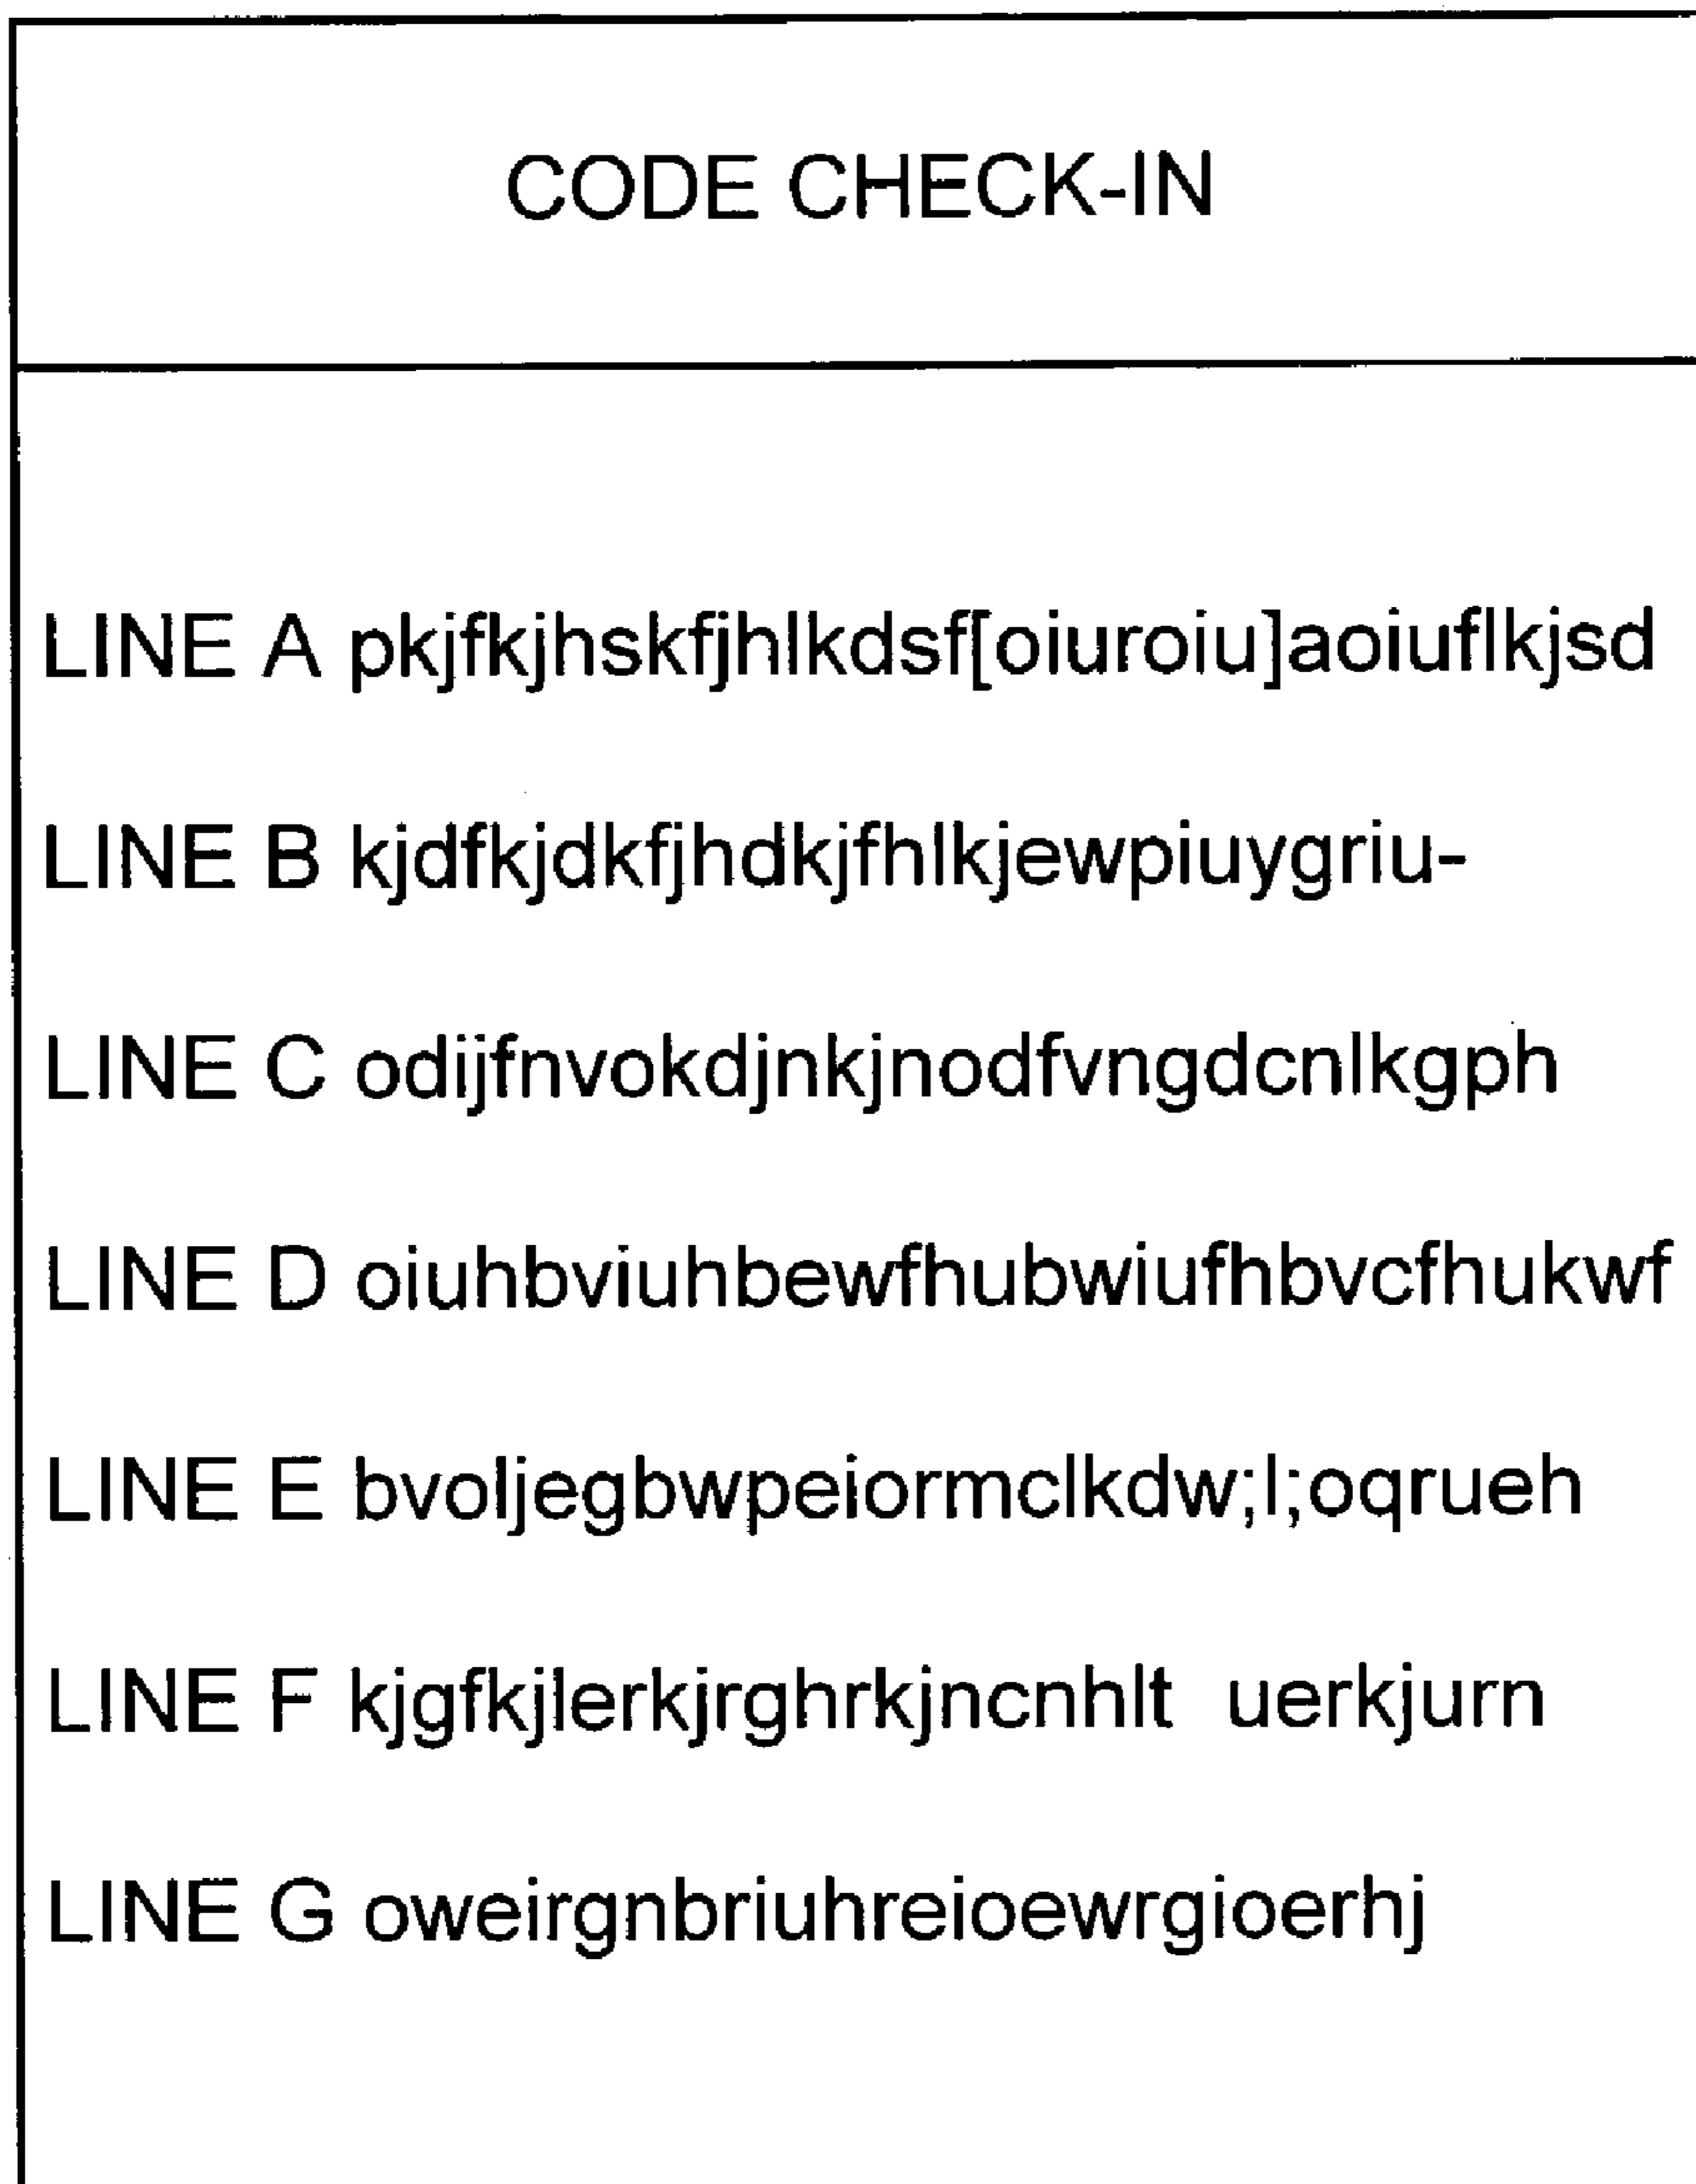 CODE CHECK-IN
LINE A pkjfkjhskfjhlkdsf[oiuroiu]aoiuflkjsd
LINE B kjdfkjdkfjhdkjfhlkjewpiuygriu-
LINE C odijfnvokdjnkjnodfvngdcnlkgph
LINE D oiuhbviuhbewfhubwiufhbvcfhukwf
LINE E bvoljegbwpeiormclkdw;l;oqrueh
LINE F kjgfkjlerkjrghrkjncnhlt  uerkjurn
LINE G oweirgnbriuhreioewrgioerhj